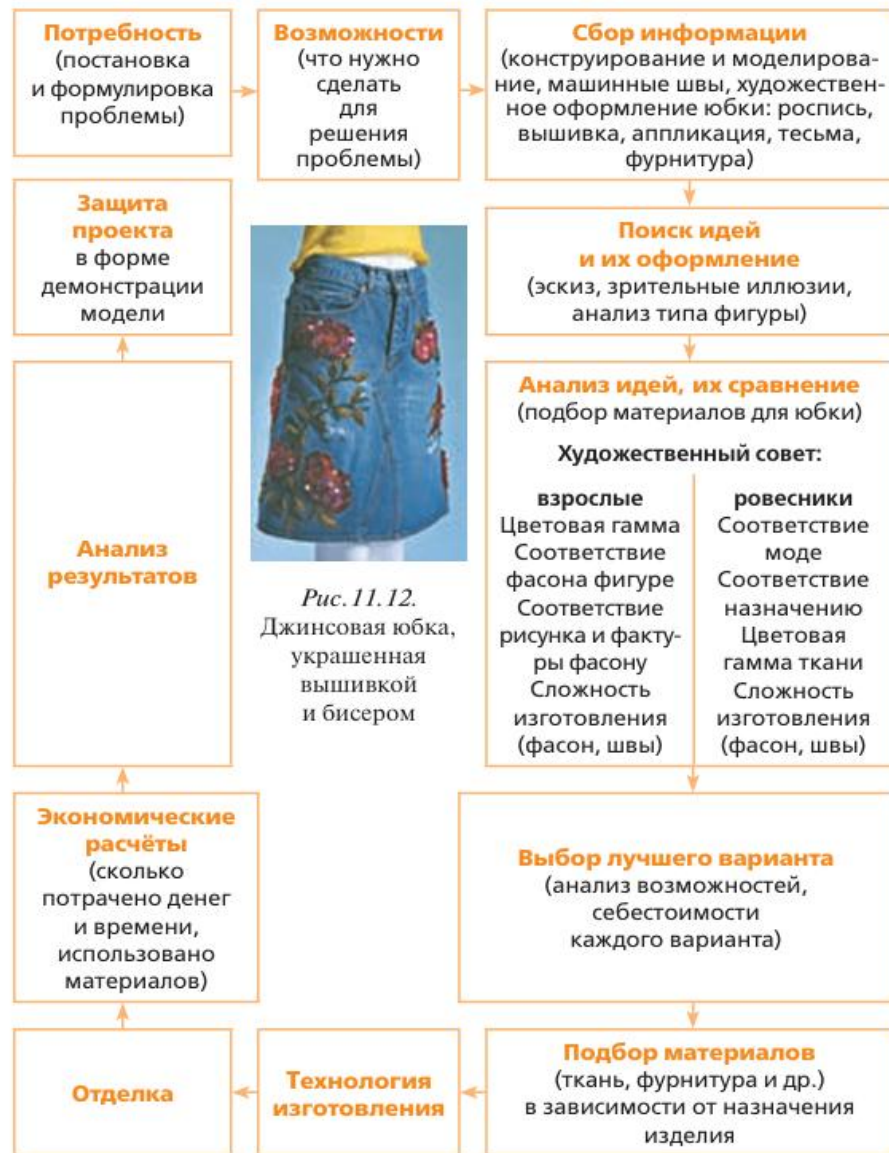 Потребность
(постановка
и формулировка
проблемы)
Возможности
(что нужно
сделать
для
решения
проблемы)
Сбор информации
(конструирование и моделирова-
ние, машинные швы, художествен-
ное оформление юбки: роспись,
вышивка, аппликация, тесьма,
фурнитура)
Поиск идей
и их оформление
(эскиз, зрительные иллюзии,
анализ типа фигуры)
Анализ идей, их сравнение
(подбор материалов для юбки)
Художественный совет:
взрослые
Цветовая гамма
Соответствие
фасона фигуре
Соответствие
рисунка и факту-
ры фасону
Сложность
изготовления
(фасон, швы)
ровесники
Соответствие
моде
Соответствие
назначению
Цветовая
гамма ткани
Сложность
изготовления
(фасон, швы)
Выбор лучшего варианта
(анализ возможностей,
себестоимости
каждого варианта)
Подбор материалов
(ткань, фурнитура и др.)
в зависимости от назначения
изделия
Технология
изготовления
Отделка
Экономические
расчёты
(сколько
потрачено денег
и времени,
использовано
материалов)
Анализ
результатов
Защита
проекта
в форме
демонстрации
модели
Рис. 11.12.
Джинсовая юбка,
украшенная
вышивкой
и бисером